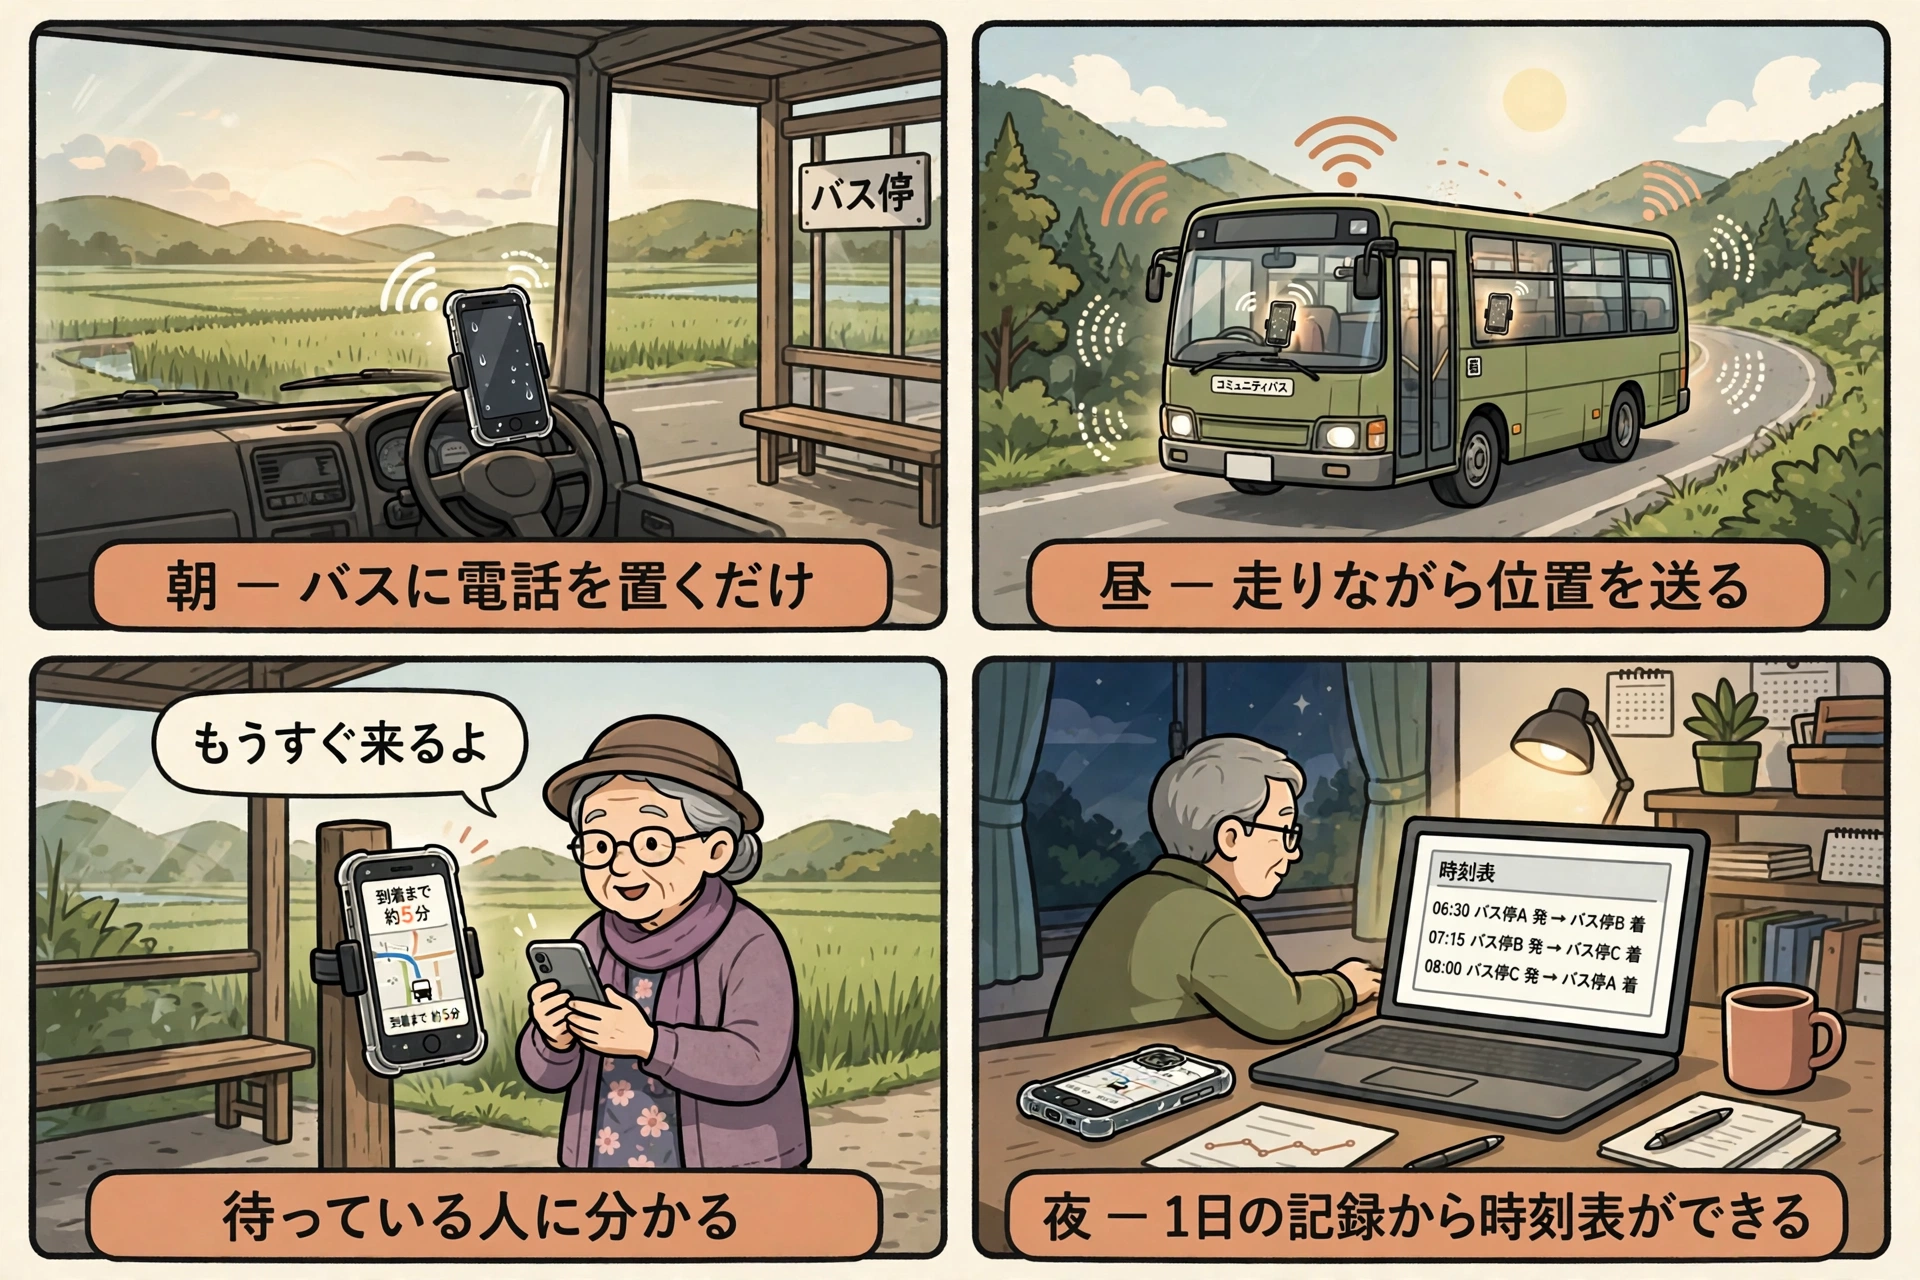 バス停
朝 ― バスに電話を置くだけ
コミュニティバス
昼 ― 走りながら位置を送る
もうすぐ来るよ
到着まで
約5分
到着まで 約5分
待っている人に分かる
時刻表
06:30 バス停A 発 → バス停B 着
07:15 バス停B 発 → バス停C 着
08:00 バス停C 発 → バス停A 着
夜 ― 1日の記録から時刻表ができる